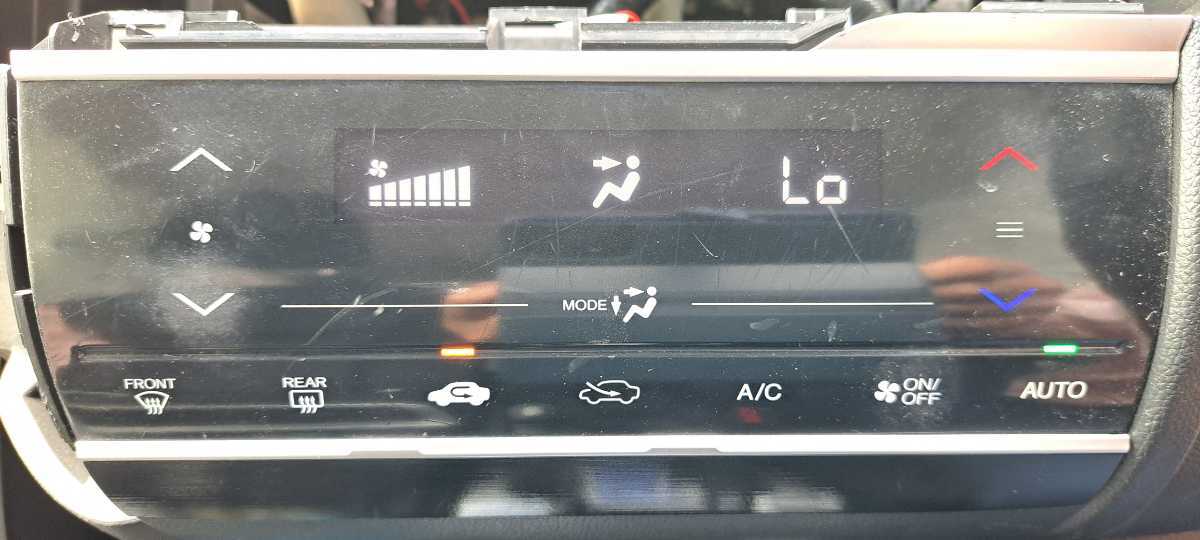 Lo
MODE
FRONT
REAR
A/C
ON/
OFF
AUTO